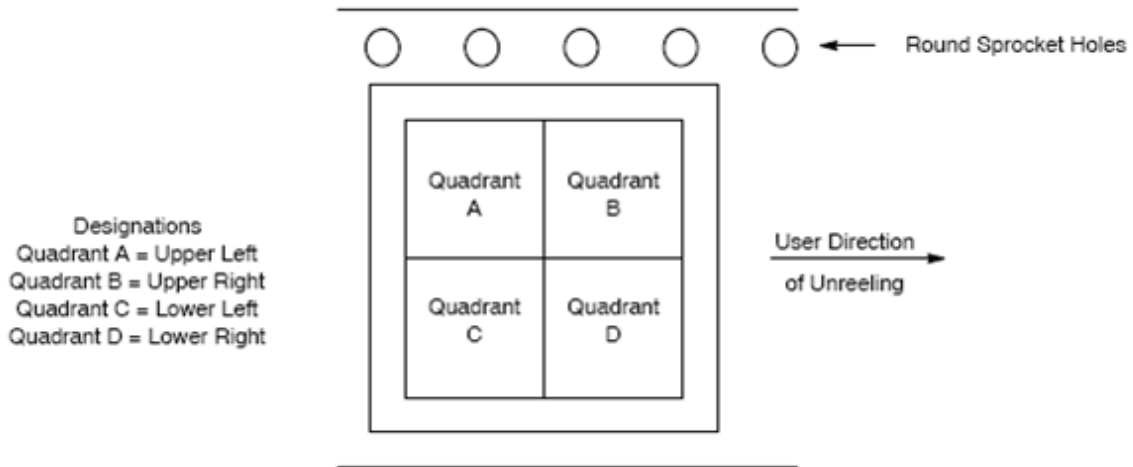 Round Sprocket Holes
Quadrant
A
Quadrant
B
Designations
Quadrant A = Upper Left
Quadrant B = Upper Right
Quadrant C = Lower Left
Quadrant D = Lower Right
User Direction
of Unreeling
Quadrant
C
Quadrant
D